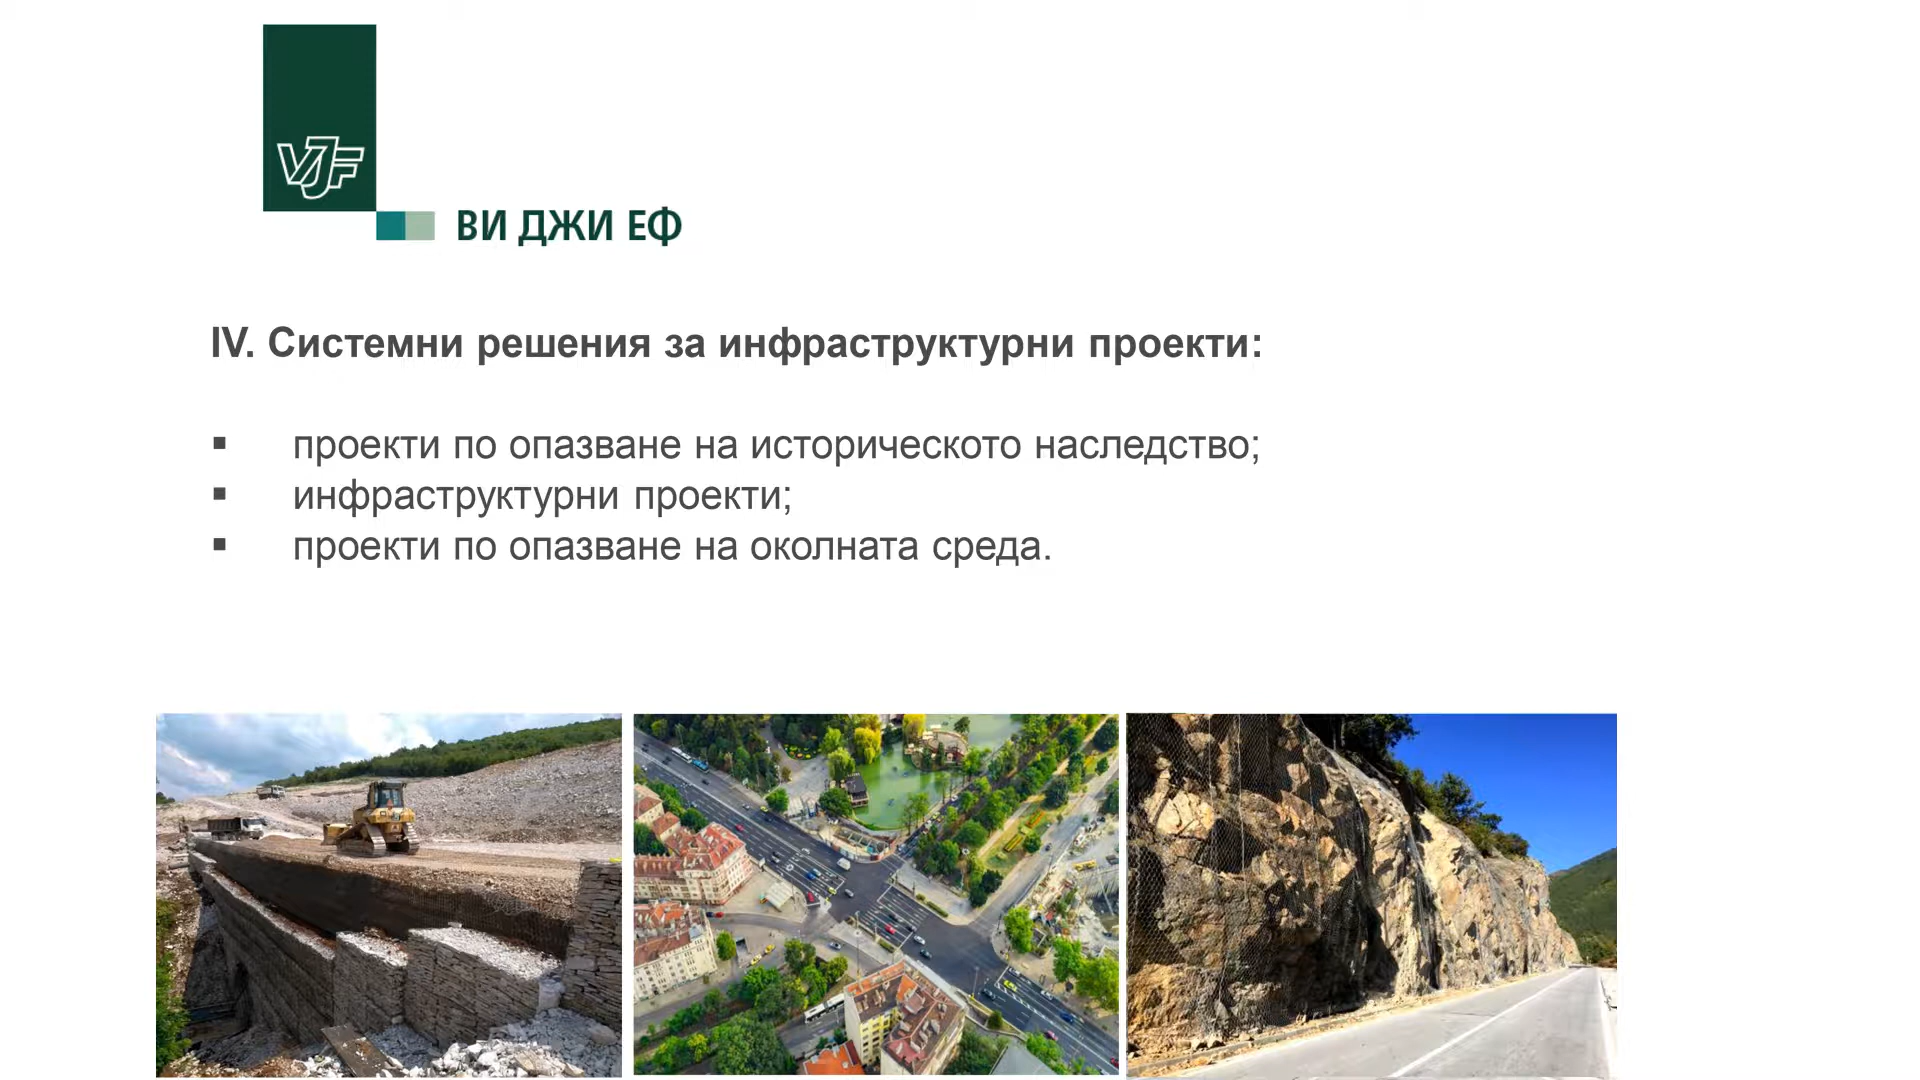 VJF
ВИ ДЖИ ЕФ
IV. Системни решения за инфраструктурни проекти:
▪ проекти по опазване на историческото наследство;
▪ инфраструктурни проекти;
▪ проекти по опазване на околната среда.